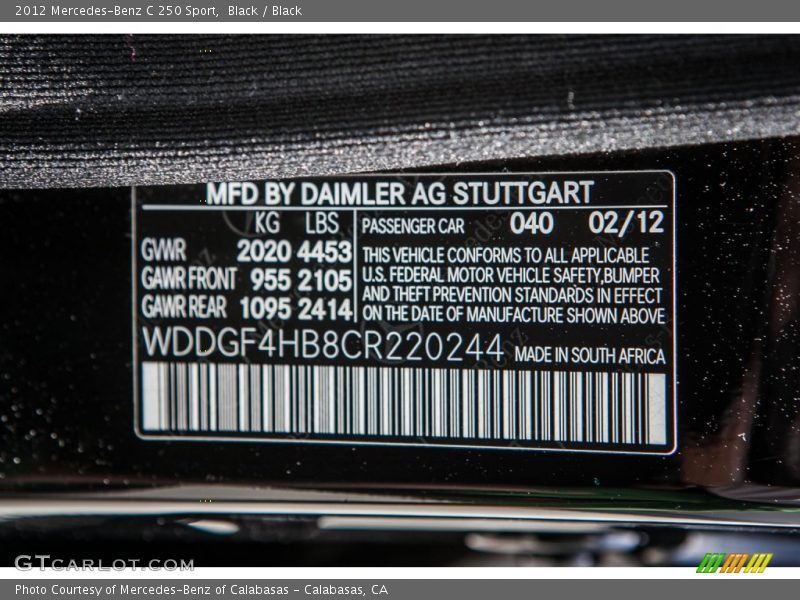 2012 Mercedes-Benz C 250 Sport,  Black / Black
MFD BY DAIMLER AG STUTTGART
KG LBS PASSENGER CAR 040 02/12
GVWR 2020 4453 THIS VEHICLE CONFORMS TO ALL APPLICABLE
GAWR FRONT 955 2105 U.S. FEDERAL MOTOR VEHICLE SAFETY,BUMPER
AND THEFT PREVENTION STANDARDS IN EFFECT
GAWR REAR 1095 2414 ON THE DATE OF MANUFACTURE SHOWN ABOVE.
WDDGF4HB8CR220244 MADE IN SOUTH AFRICA
GTCARLOT.COM
Photo Courtesy of Mercedes-Benz of Calabasas - Calabasas, CA